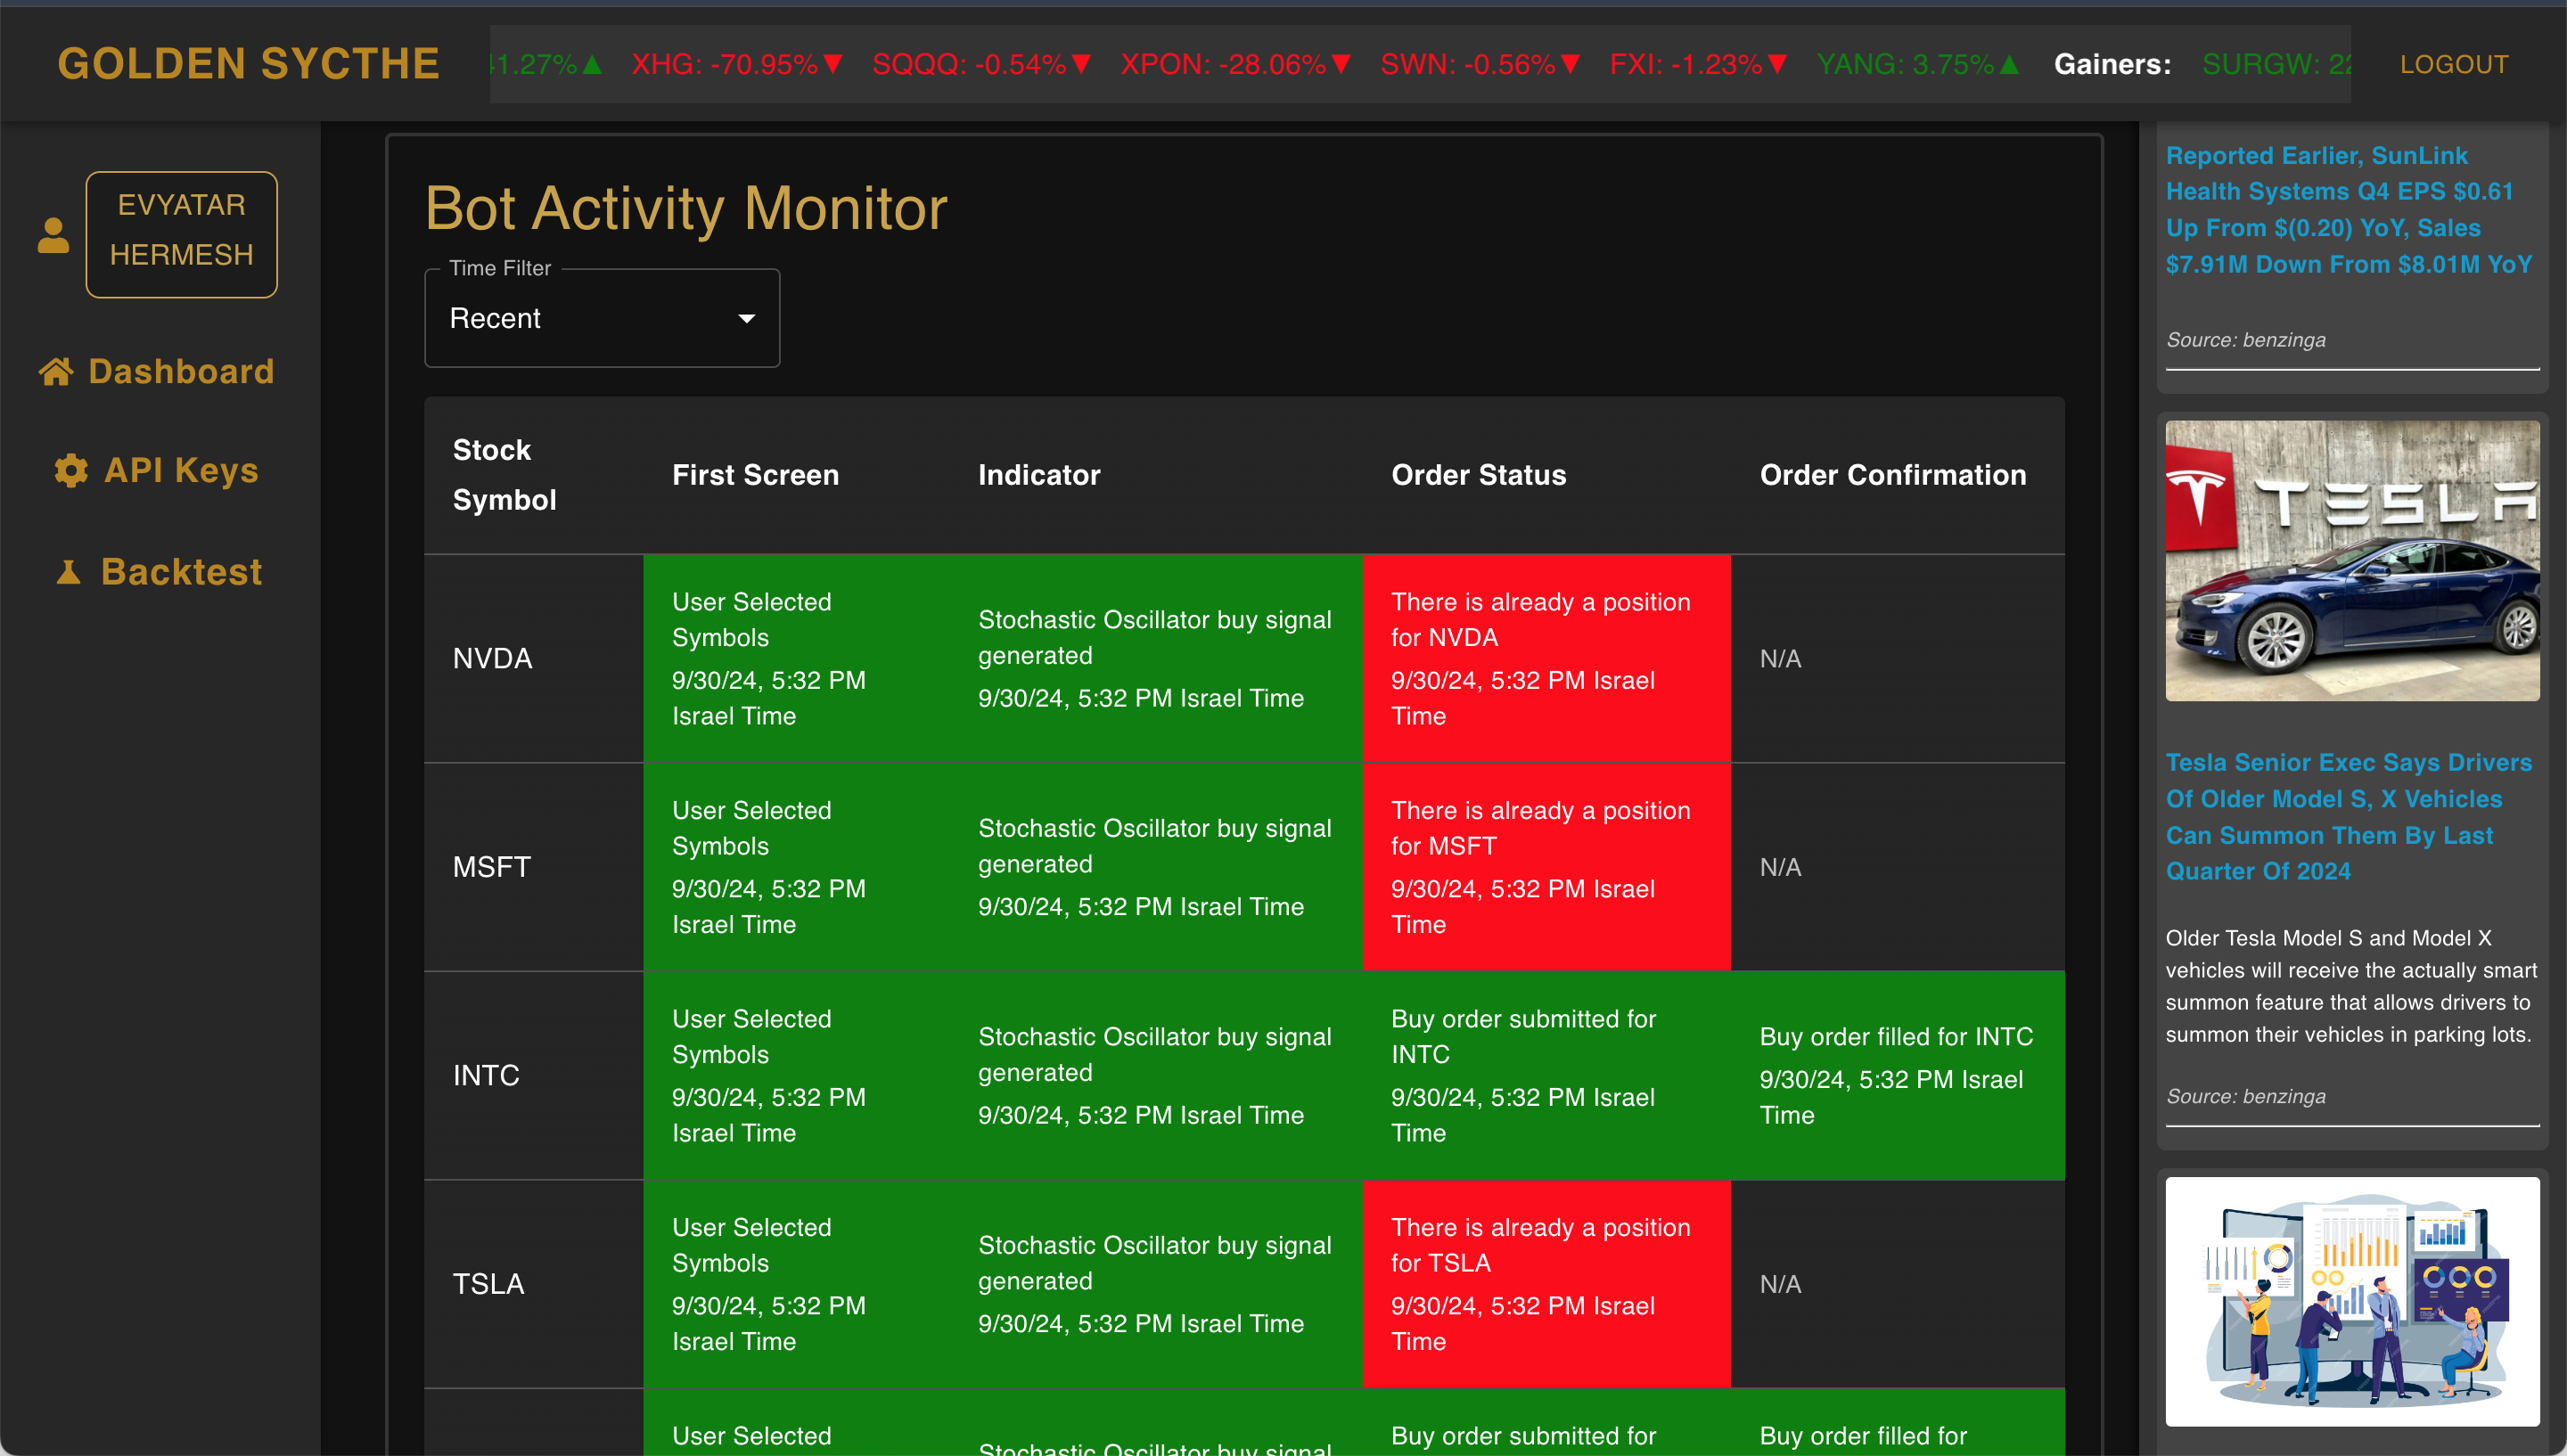 GOLDEN SYCTHE
41.27%▲ XHG: -70.95%▼ SQQQ: -0.54%▼ XPON: -28.06%▼ SWN: -0.56%▼ FXI: -1.23%▼ YANG: 3.75%▲ Gainers: SURGW: 22
LOGOUT
EVYATAR
HERMESH
Dashboard
API Keys
Backtest
Bot Activity Monitor
Time Filter
Recent
Stock
Symbol
First Screen
Indicator
Order Status
Order Confirmation
NVDA
User Selected
Symbols
9/30/24, 5:32 PM
Israel Time
Stochastic Oscillator buy signal
generated
9/30/24, 5:32 PM Israel Time
There is already a position
for NVDA
9/30/24, 5:32 PM Israel
Time
N/A
MSFT
User Selected
Symbols
9/30/24, 5:32 PM
Israel Time
Stochastic Oscillator buy signal
generated
9/30/24, 5:32 PM Israel Time
There is already a position
for MSFT
9/30/24, 5:32 PM Israel
Time
N/A
INTC
User Selected
Symbols
9/30/24, 5:32 PM
Israel Time
Stochastic Oscillator buy signal
generated
9/30/24, 5:32 PM Israel Time
Buy order submitted for
INTC
9/30/24, 5:32 PM Israel
Time
Buy order filled for INTC
9/30/24, 5:32 PM Israel
Time
TSLA
User Selected
Symbols
9/30/24, 5:32 PM
Israel Time
Stochastic Oscillator buy signal
generated
9/30/24, 5:32 PM Israel Time
There is already a position
for TSLA
9/30/24, 5:32 PM Israel
Time
N/A
User Selected
Stochastic Oscillator buy signal
Buy order submitted for
Buy order filled for
Reported Earlier, SunLink
Health Systems Q4 EPS $0.61
Up From $(0.20) YoY, Sales
$7.91M Down From $8.01M YoY
Source: benzinga
TESLA
Tesla Senior Exec Says Drivers
Of Older Model S, X Vehicles
Can Summon Them By Last
Quarter Of 2024
Older Tesla Model S and Model X
vehicles will receive the actually smart
summon feature that allows drivers to
summon their vehicles in parking lots.
Source: benzinga